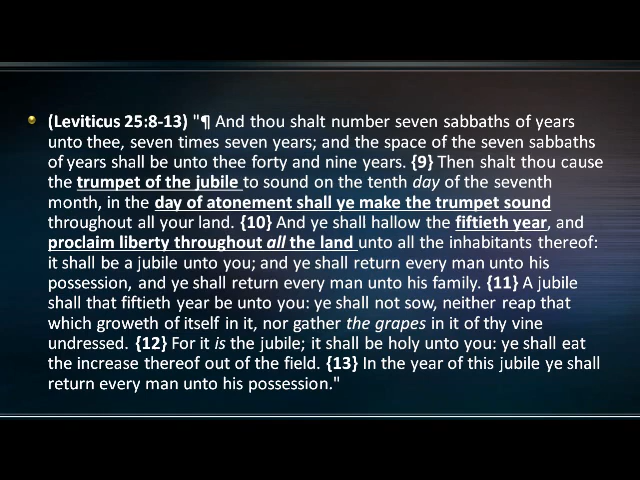 (Leviticus 25:8-13) "¶ And thou shalt number seven sabbaths of years
unto thee, seven times seven years; and the space of the seven sabbaths
of years shall be unto thee forty and nine years. {9} Then shalt thou cause
the trumpet of the jubile to sound on the tenth day of the seventh
month, in the day of atonement shall ye make the trumpet sound
throughout all your land. {10} And ye shall hallow the fiftieth year, and
proclaim liberty throughout all the land unto all the inhabitants thereof:
it shall be a jubile unto you; and ye shall return every man unto his
possession, and ye shall return every man unto his family. {11} A jubile
shall that fiftieth year be unto you: ye shall not sow, neither reap that
which groweth of itself in it, nor gather the grapes in it of thy vine
undressed. {12} For it is the jubile; it shall be holy unto you: ye shall eat
the increase thereof out of the field. {13} In the year of this jubile ye shall
return every man unto his possession."